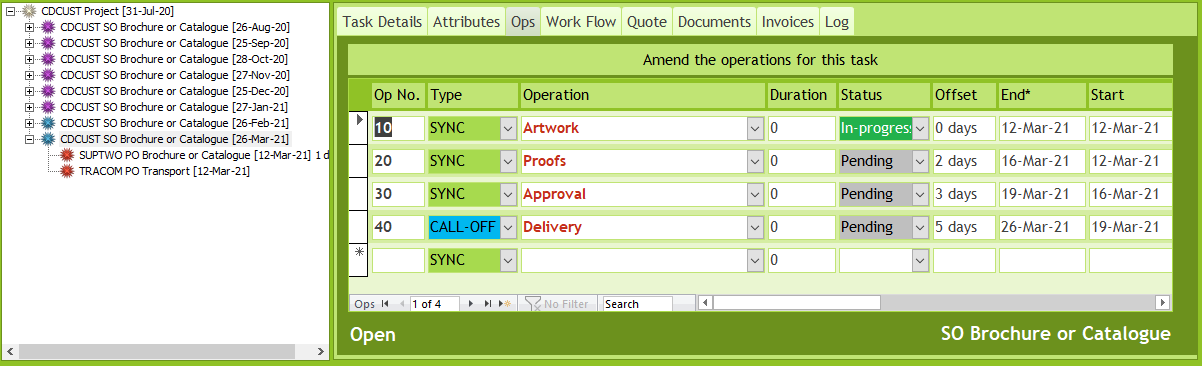 CDCUST Project [31-Jul-20]
CDCUST SO Brochure or Catalogue [26-Aug-20]
CDCUST SO Brochure or Catalogue [25-Sep-20]
CDCUST SO Brochure or Catalogue [28-Oct-20]
CDCUST SO Brochure or Catalogue [27-Nov-20]
CDCUST SO Brochure or Catalogue [25-Dec-20]
CDCUST SO Brochure or Catalogue [27-Jan-21]
CDCUST SO Brochure or Catalogue [26-Feb-21]
CDCUST SO Brochure or Catalogue [26-Mar-21]
SUPTWO PO Brochure or Catalogue [12-Mar-21] 1 d
TRACOM PO Transport [12-Mar-21]
Task Details Attributes Ops Work Flow Quote Documents Invoices Log
Amend the operations for this task
Op No. Type Operation Duration Status Offset End* Start
10 SYNC Artwork 0 In-progress 0 days 12-Mar-21 12-Mar-21
20 SYNC Proofs 0 Pending 2 days 16-Mar-21 12-Mar-21
30 SYNC Approval 0 Pending 3 days 19-Mar-21 16-Mar-21
40 CALL-OFF Delivery 0 Pending 5 days 26-Mar-21 19-Mar-21
* SYNC 0
Ops 1 of 4 No Filter Search
Open SO Brochure or Catalogue